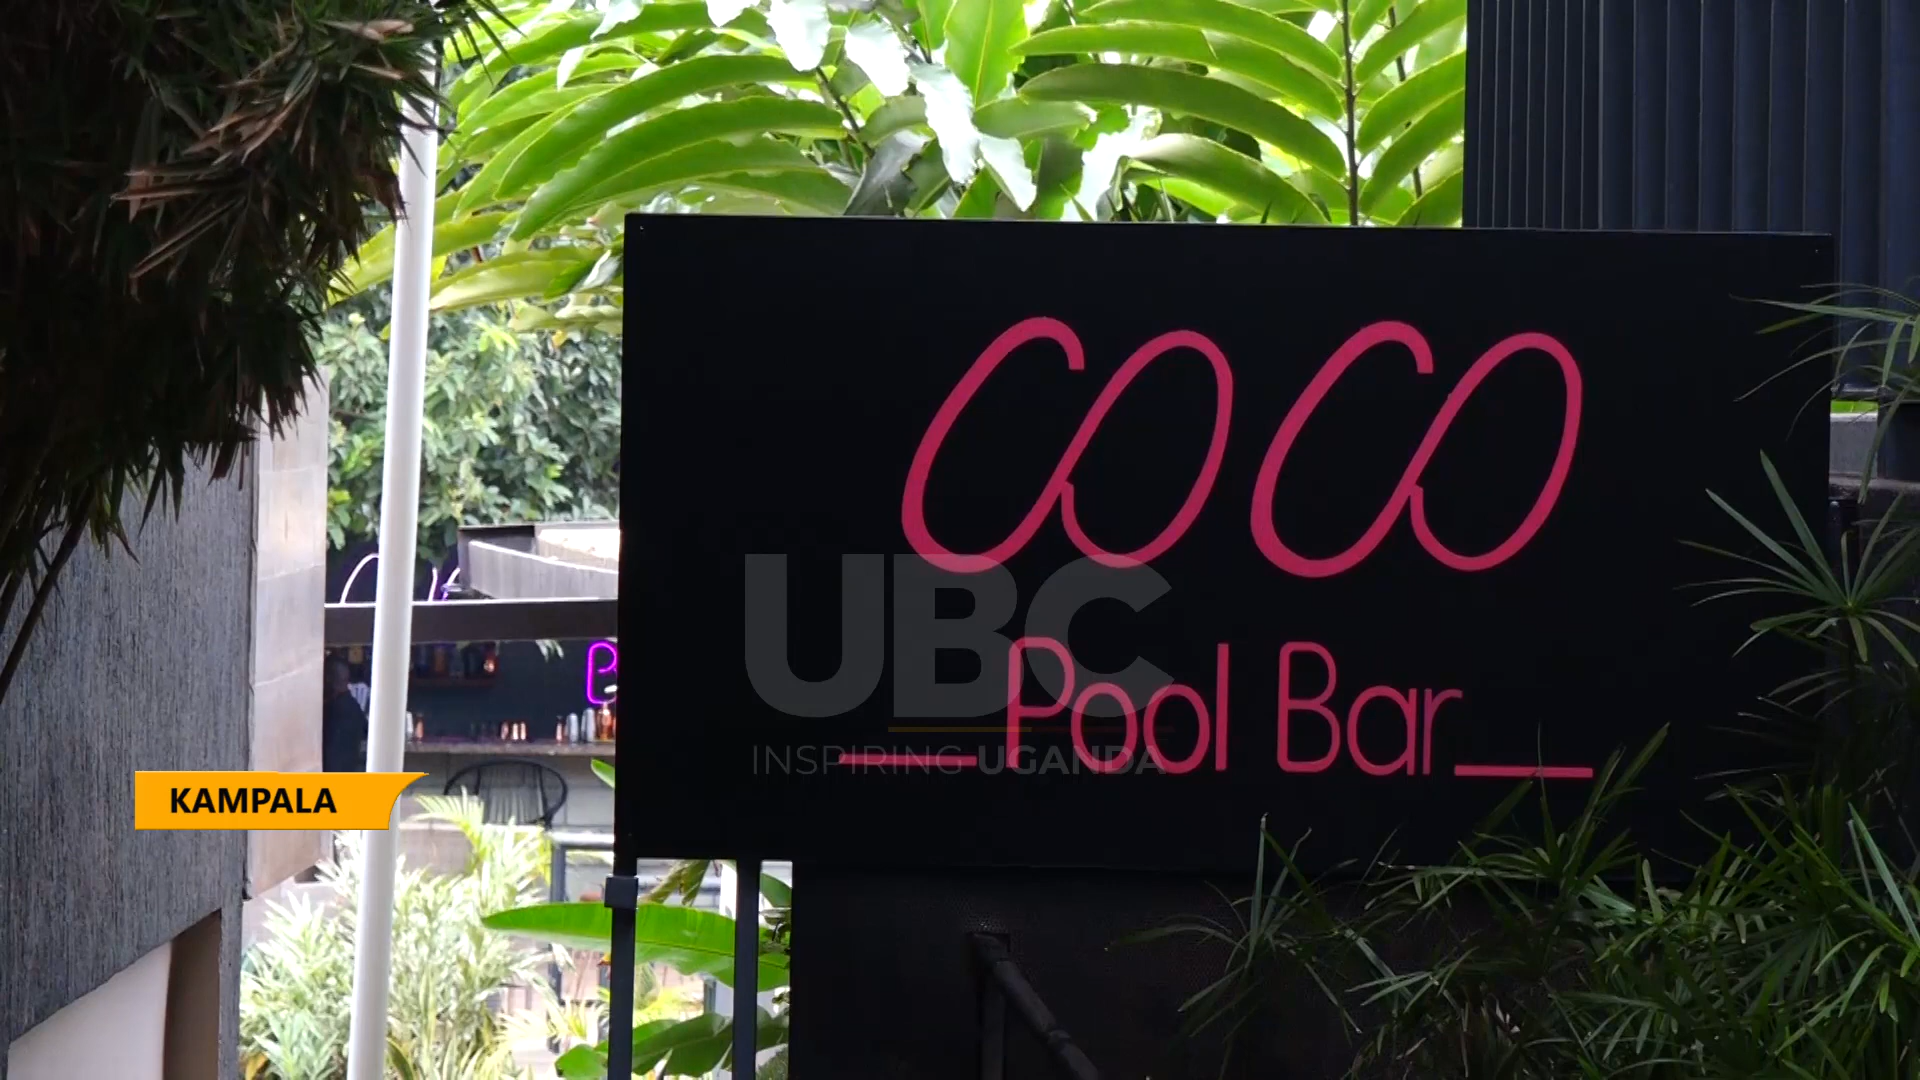 COCO
Pool Bar
UBC
INSPIRING UGANDA
KAMPALA